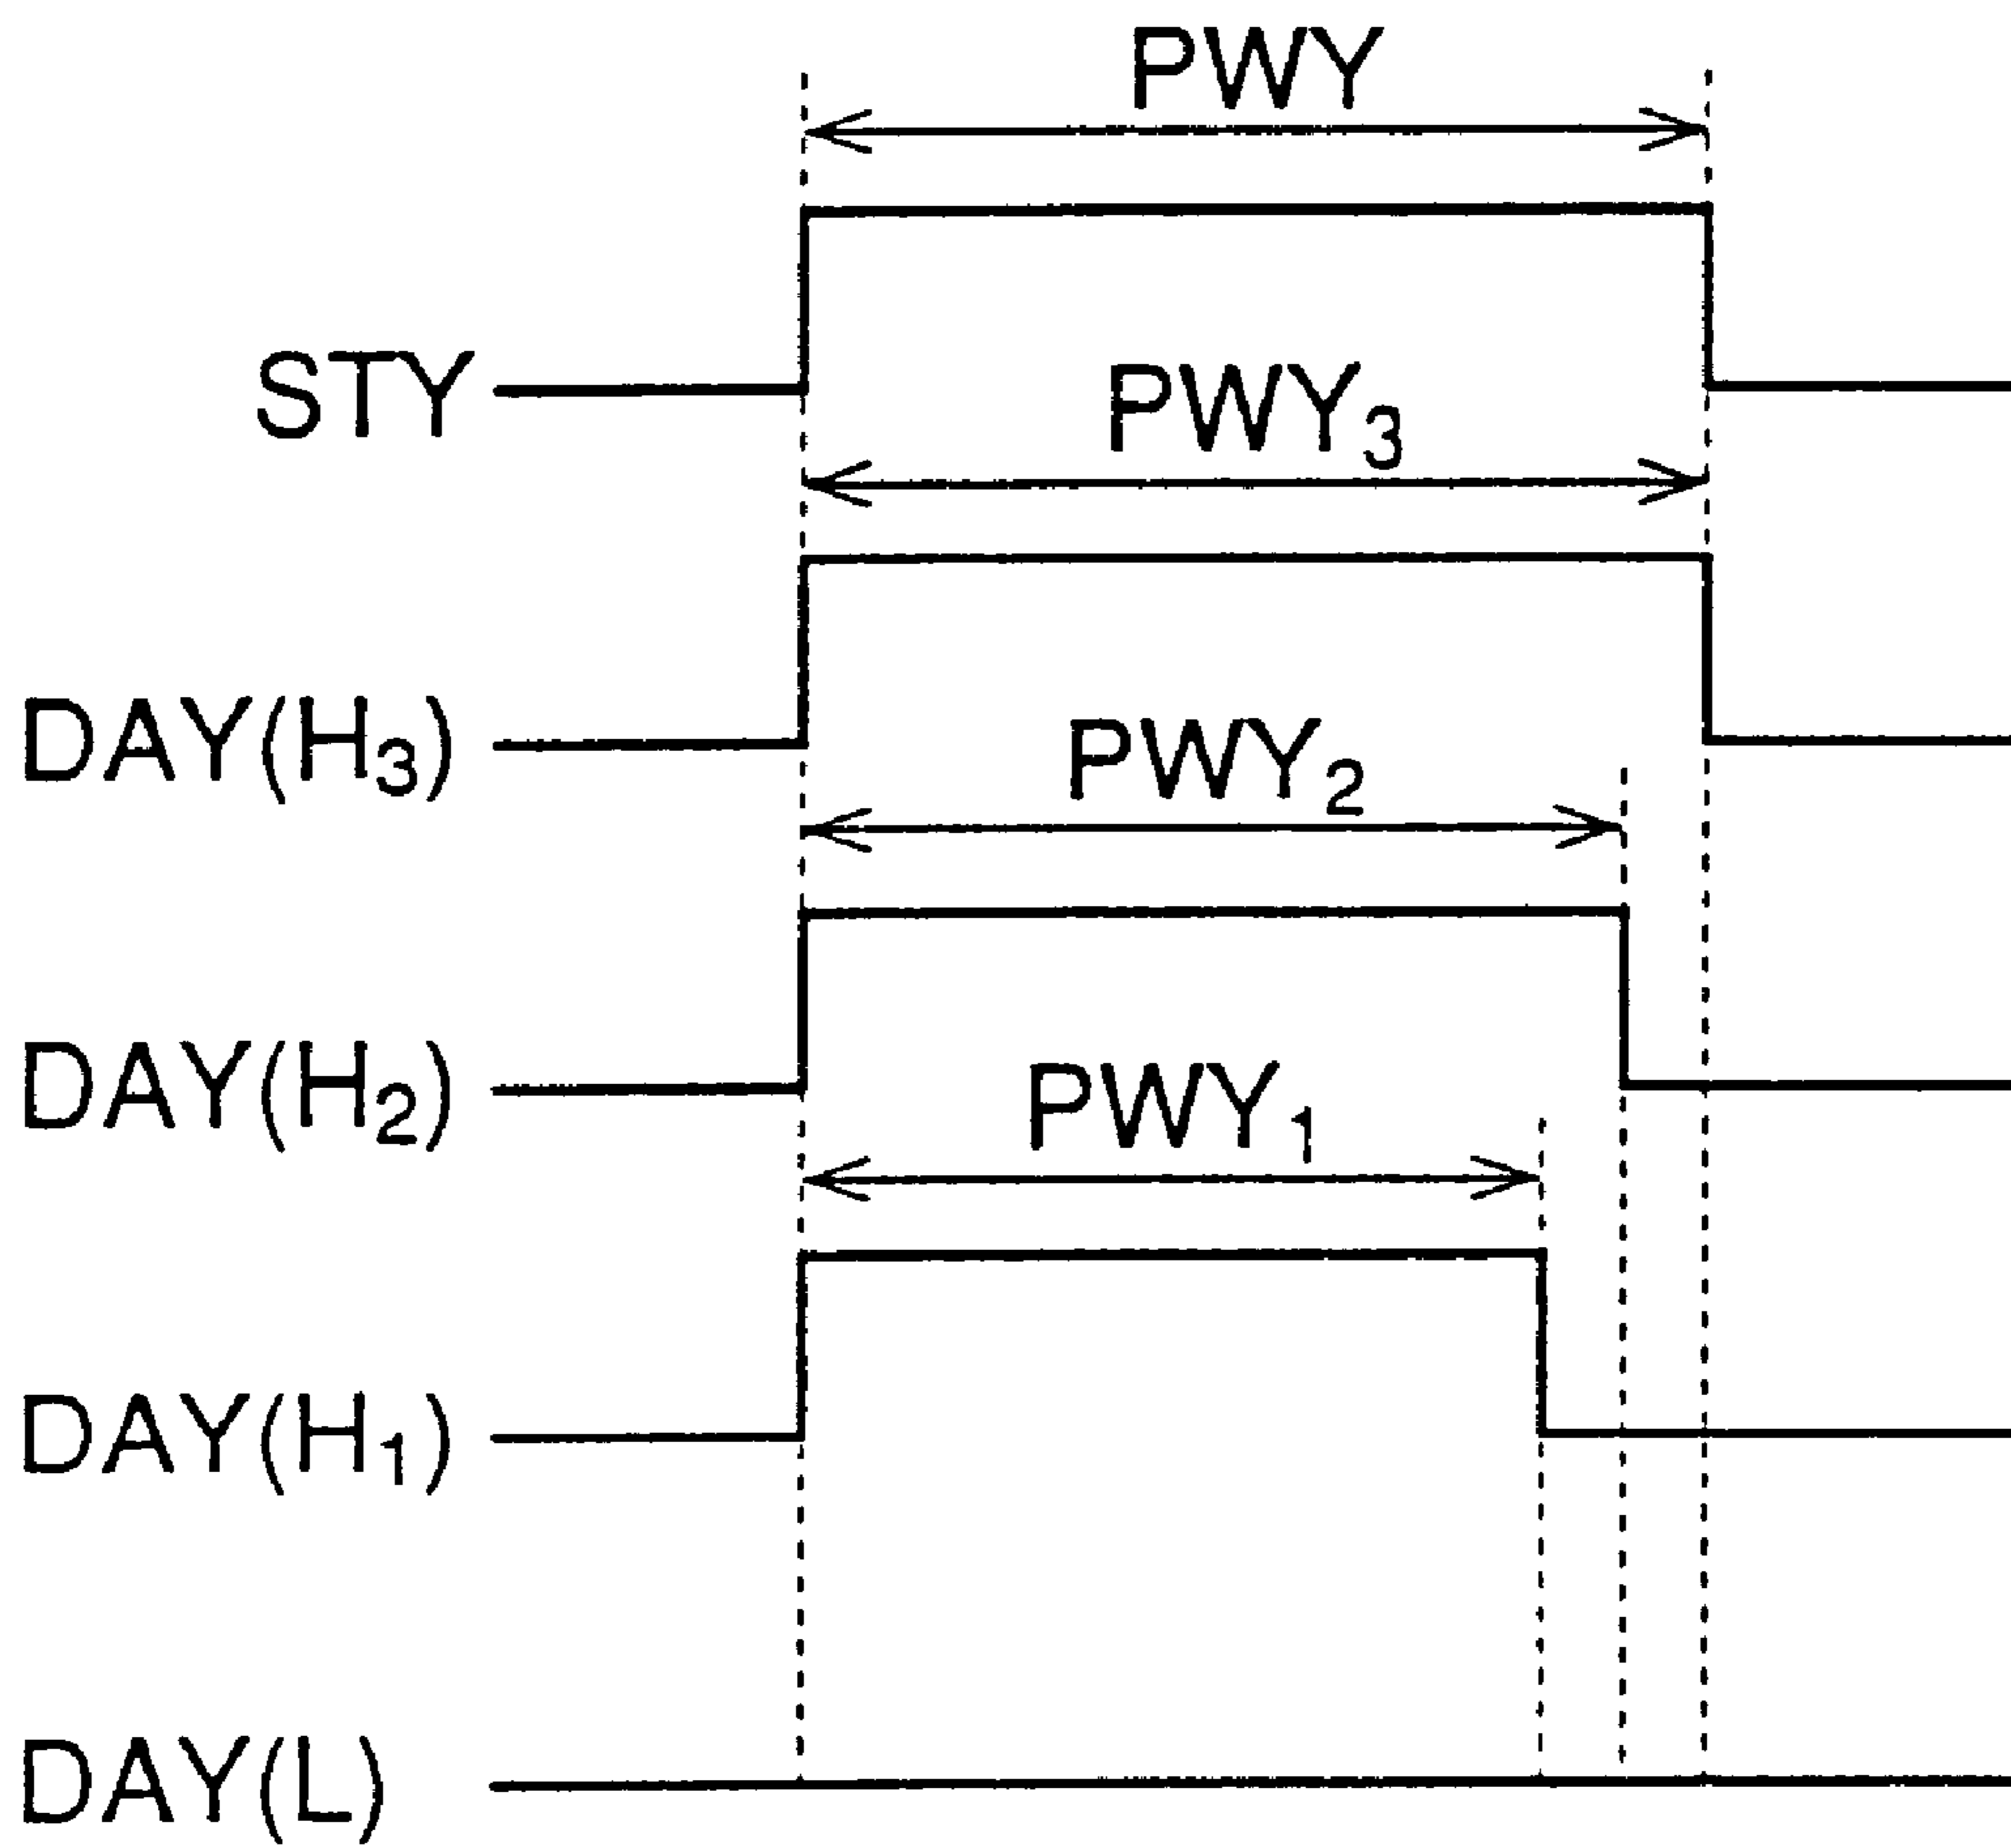 PWY
STY
PWY₃
DAY(H₃)
PWY₂
DAY(H₂)
PWY₁
DAY(H₁)
DAY(L)